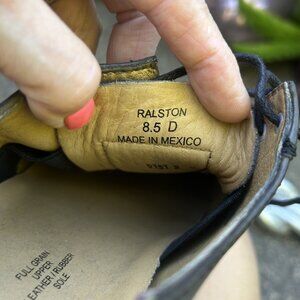 RALSTON
8.5 D
MADE IN MEXICO
FULL GRAIN
UPPER
LEATHER/RUBBER
SOLE